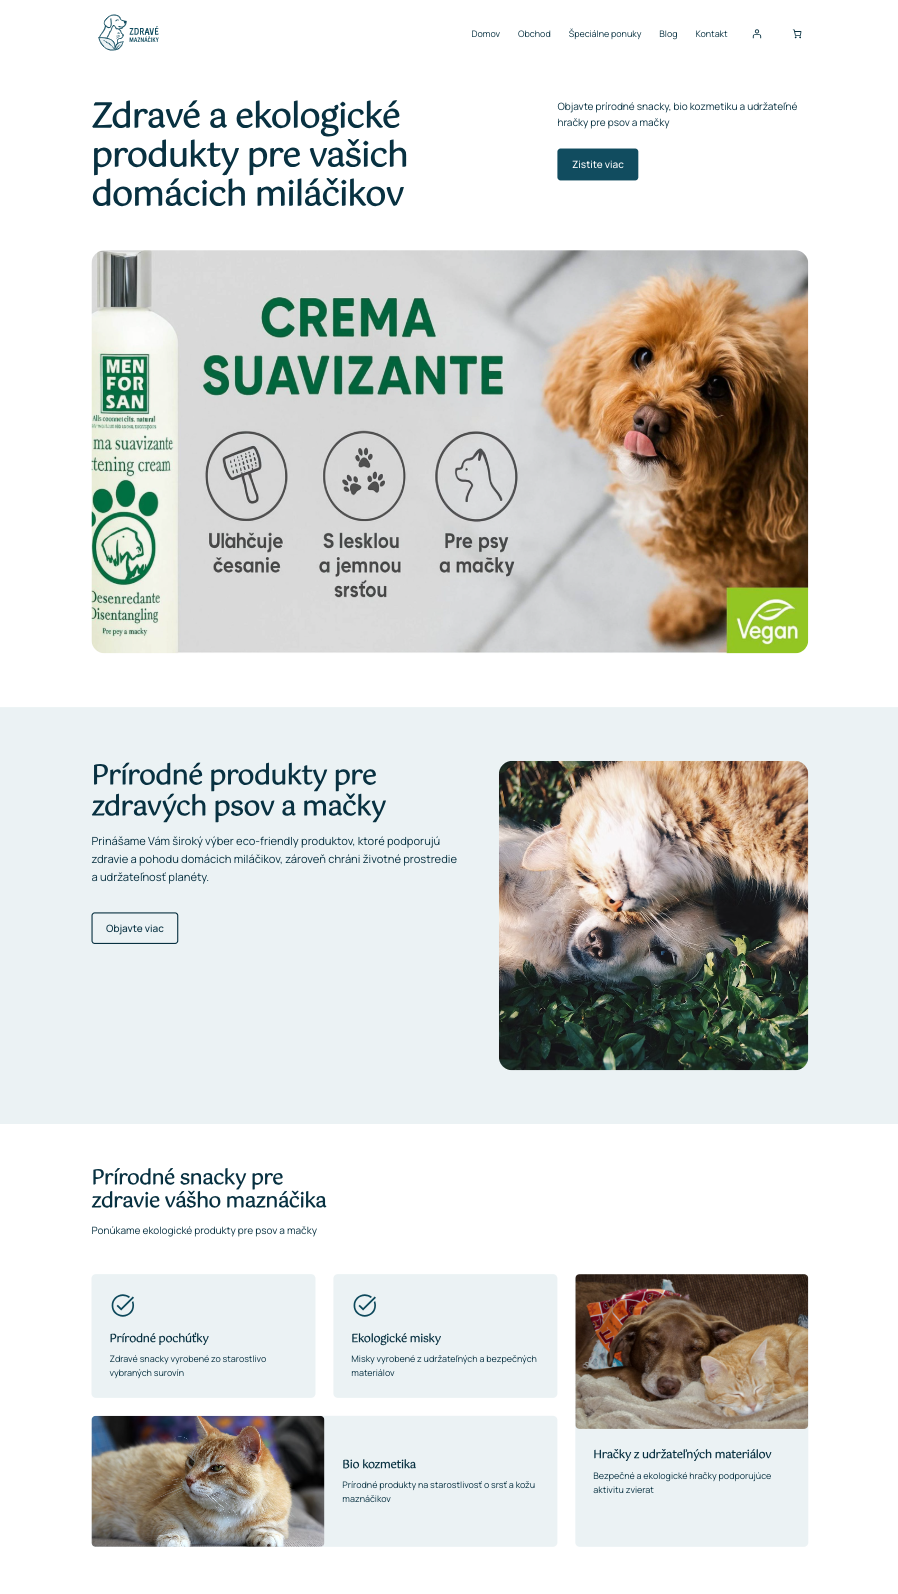 ZDRAVÉ
MAZNÁČIKY
Domov
Obchod
Špeciálne ponuky
Blog
Kontakt
Zdravé a ekologické
produkty pre vašich
domácich miláčikov
Objavte prírodné snacky, bio kozmetiku a udržateľné
hračky pre psov a mačky
Zistite viac
MEN
FOR
SAN
ma suavizante
tening cream
Desenredante
Disentangling
CREMA
SUAVIZANTE
Uľahčuje
česanie
S lesklou
a jemnou
srsťou
Pre psy
a mačky
Vegan
Prírodné produkty pre
zdravých psov a mačky
Prinášame Vám široký výber eco-friendly produktov, ktoré podporujú
zdravie a pohodu domácich miláčikov, zároveň chráni životné prostredie
a udržateľnosť planéty.
Objavte viac
Prírodné snacky pre
zdravie vášho maznáčika
Ponúkame ekologické produkty pre psov a mačky
Prírodné pochúťky
Zdravé snacky vyrobené zo starostlivo
vybraných surovín
Ekologické misky
Misky vyrobené z udržateľných a bezpečných
materiálov
Bio kozmetika
Prírodné produkty na starostlivosť o srsť a kožu
maznáčikov
Hračky z udržateľných materiálov
Bezpečné a ekologické hračky podporujúce
aktivitu zvierat